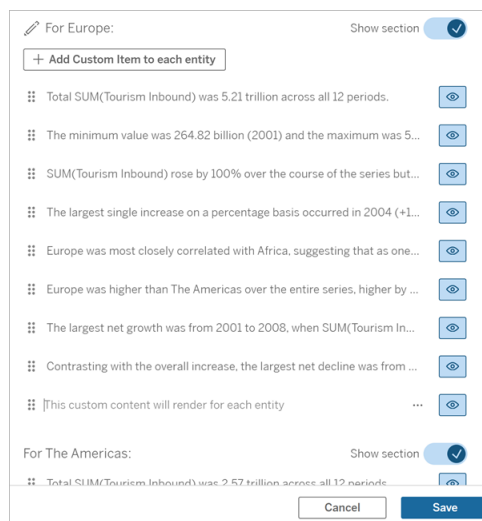 For Europe:
Show section
+ Add Custom Item to each entity
Total SUM(Tourism Inbound) was 5.21 trillion across all 12 periods.
The minimum value was 264.82 billion (2001) and the maximum was 5...
SUM(Tourism Inbound) rose by 100% over the course of the series but...
The largest single increase on a percentage basis occurred in 2004 (+1...
Europe was most closely correlated with Africa, suggesting that as one...
Europe was higher than The Americas over the entire series, higher by ...
The largest net growth was from 2001 to 2008, when SUM(Tourism In...
Contrasting with the overall increase, the largest net decline was from ...
This custom content will render for each entity
...
For The Americas:
Show section
Total SUM(Tourism Inbound) was 2.57 trillion across all 12 periods
Cancel
Save